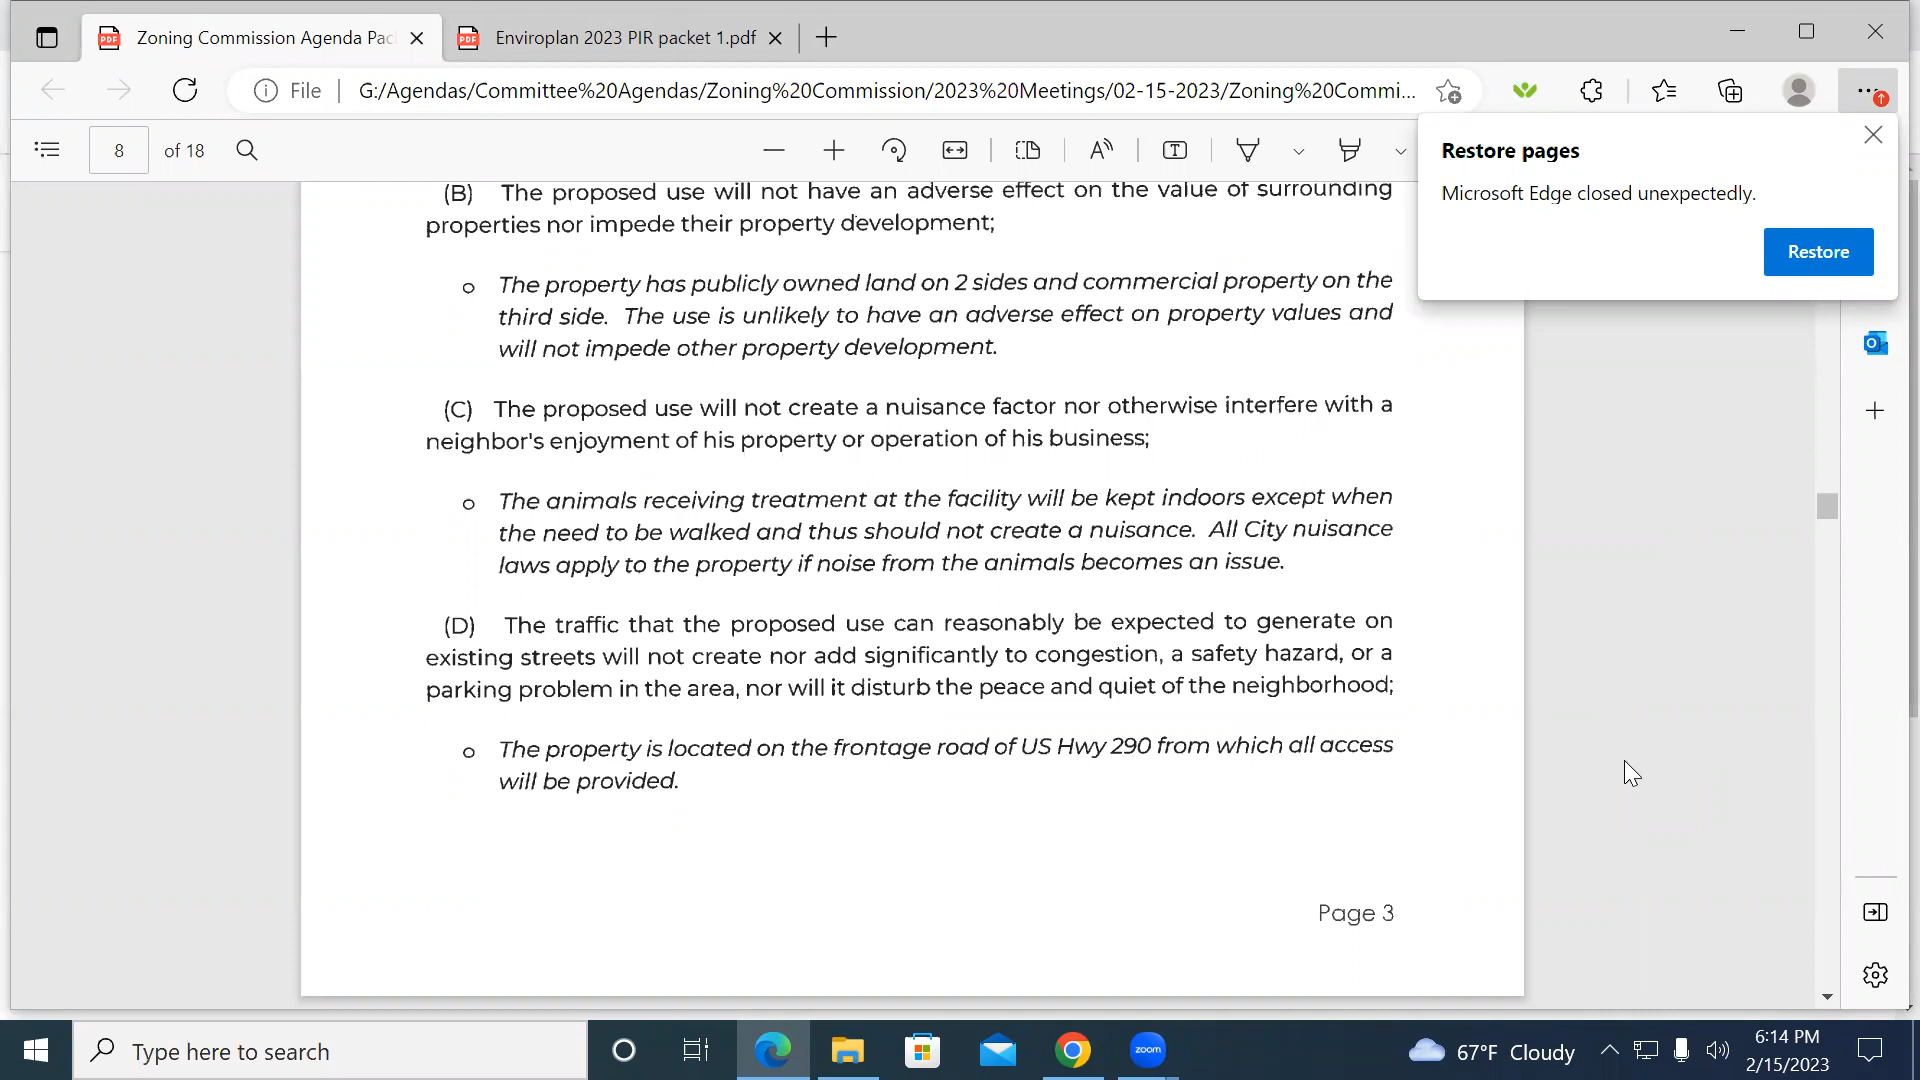 Zoning Commission Agenda Pac
Enviroplan 2023 PIR packet 1.pdf
File
G:/Agendas/Committee%20Agendas/Zoning%20Commission/2023%20Meetings/02-15-2023/Zoning%20Commi...
8 of 18
Restore pages
Microsoft Edge closed unexpectedly.
Restore
(B) The proposed use will not have an adverse effect on the value of surrounding
properties nor impede their property development;
o The property has publicly owned land on 2 sides and commercial property on the
third side. The use is unlikely to have an adverse effect on property values and
will not impede other property development.
(C) The proposed use will not create a nuisance factor nor otherwise interfere with a
neighbor's enjoyment of his property or operation of his business;
o The animals receiving treatment at the facility will be kept indoors except when
the need to be walked and thus should not create a nuisance. All City nuisance
laws apply to the property if noise from the animals becomes an issue.
(D) The traffic that the proposed use can reasonably be expected to generate on
existing streets will not create nor add significantly to congestion, a safety hazard, or a
parking problem in the area, nor will it disturb the peace and quiet of the neighborhood;
o The property is located on the frontage road of US Hwy 290 from which all access
will be provided.
Page 3
Type here to search
zoom
67°F Cloudy
6:14 PM
2/15/2023